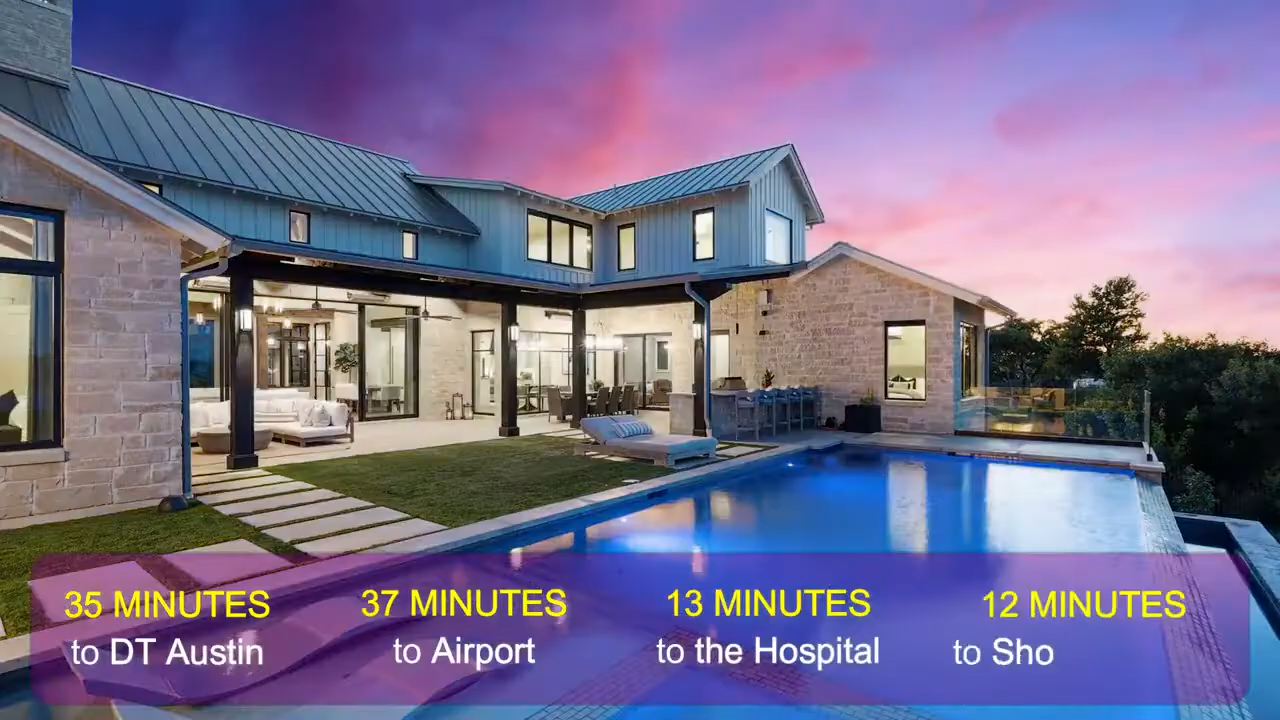 35 MINUTES
to DT Austin
37 MINUTES
to Airport
13 MINUTES
to the Hospital
12 MINUTES
to Sho